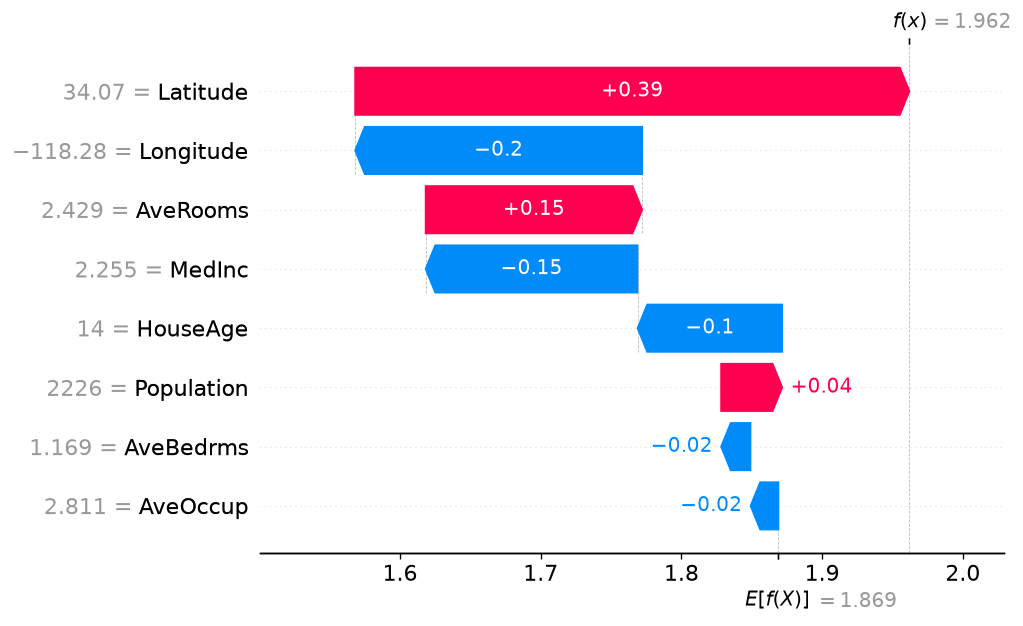 f(x) = 1.962
34.07 = Latitude +0.39
−118.28 = Longitude −0.2
2.429 = AveRooms +0.15
2.255 = MedInc −0.15
14 = HouseAge −0.1
2226 = Population +0.04
1.169 = AveBedrms −0.02
2.811 = AveOccup −0.02
1.6 1.7 1.8 1.9 2.0
E[f(X)] = 1.869